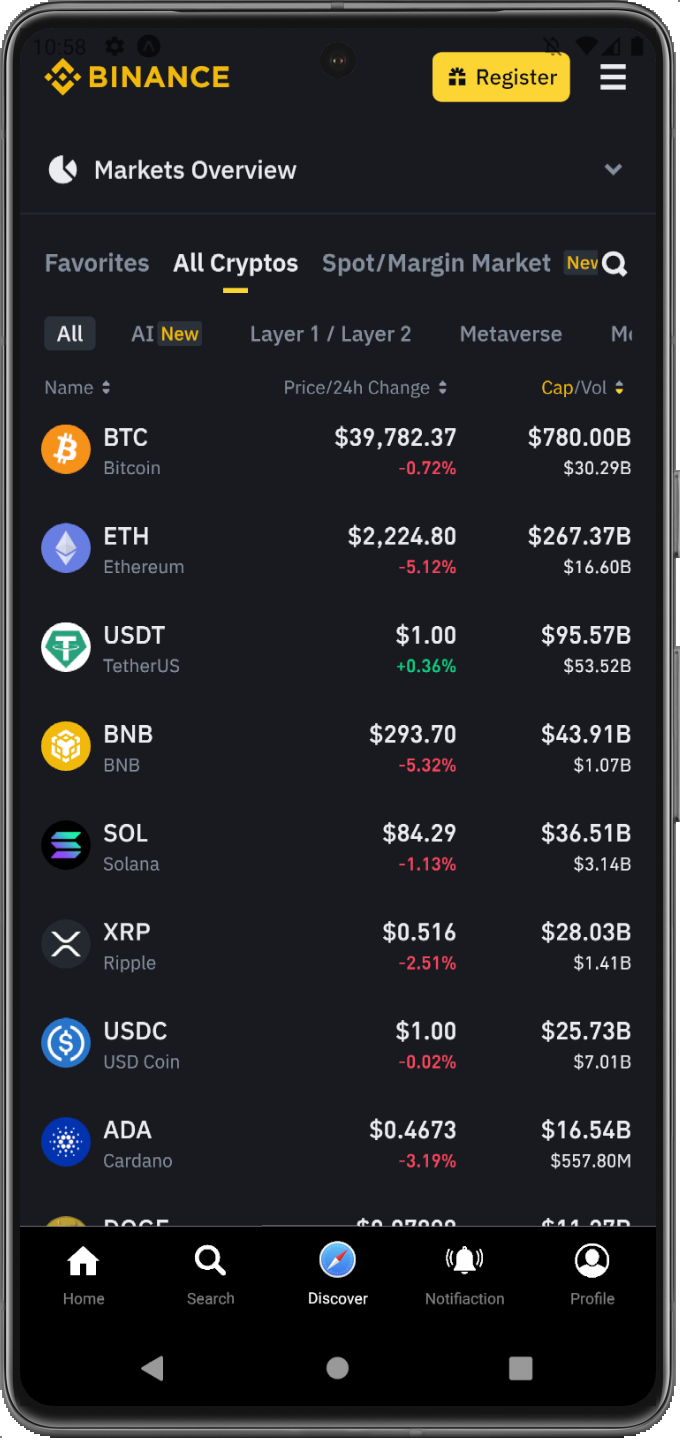 10:58
BINANCE
Register
Markets Overview
Favorites All Cryptos Spot/Margin Market New
All AI New Layer 1 / Layer 2 Metaverse
Name Price/24h Change Cap/Vol
BTC $39,782.37 $780.00B
Bitcoin -0.72% $30.29B
ETH $2,224.80 $267.37B
Ethereum -5.12% $16.60B
USDT $1.00 $95.57B
TetherUS +0.36% $53.52B
BNB $293.70 $43.91B
BNB -5.32% $1.07B
SOL $84.29 $36.51B
Solana -1.13% $3.14B
XRP $0.516 $28.03B
Ripple -2.51% $1.41B
USDC $1.00 $25.73B
USD Coin -0.02% $7.01B
ADA $0.4673 $16.54B
Cardano -3.19% $557.80M
DOGE
Home Search Discover Notifiaction Profile